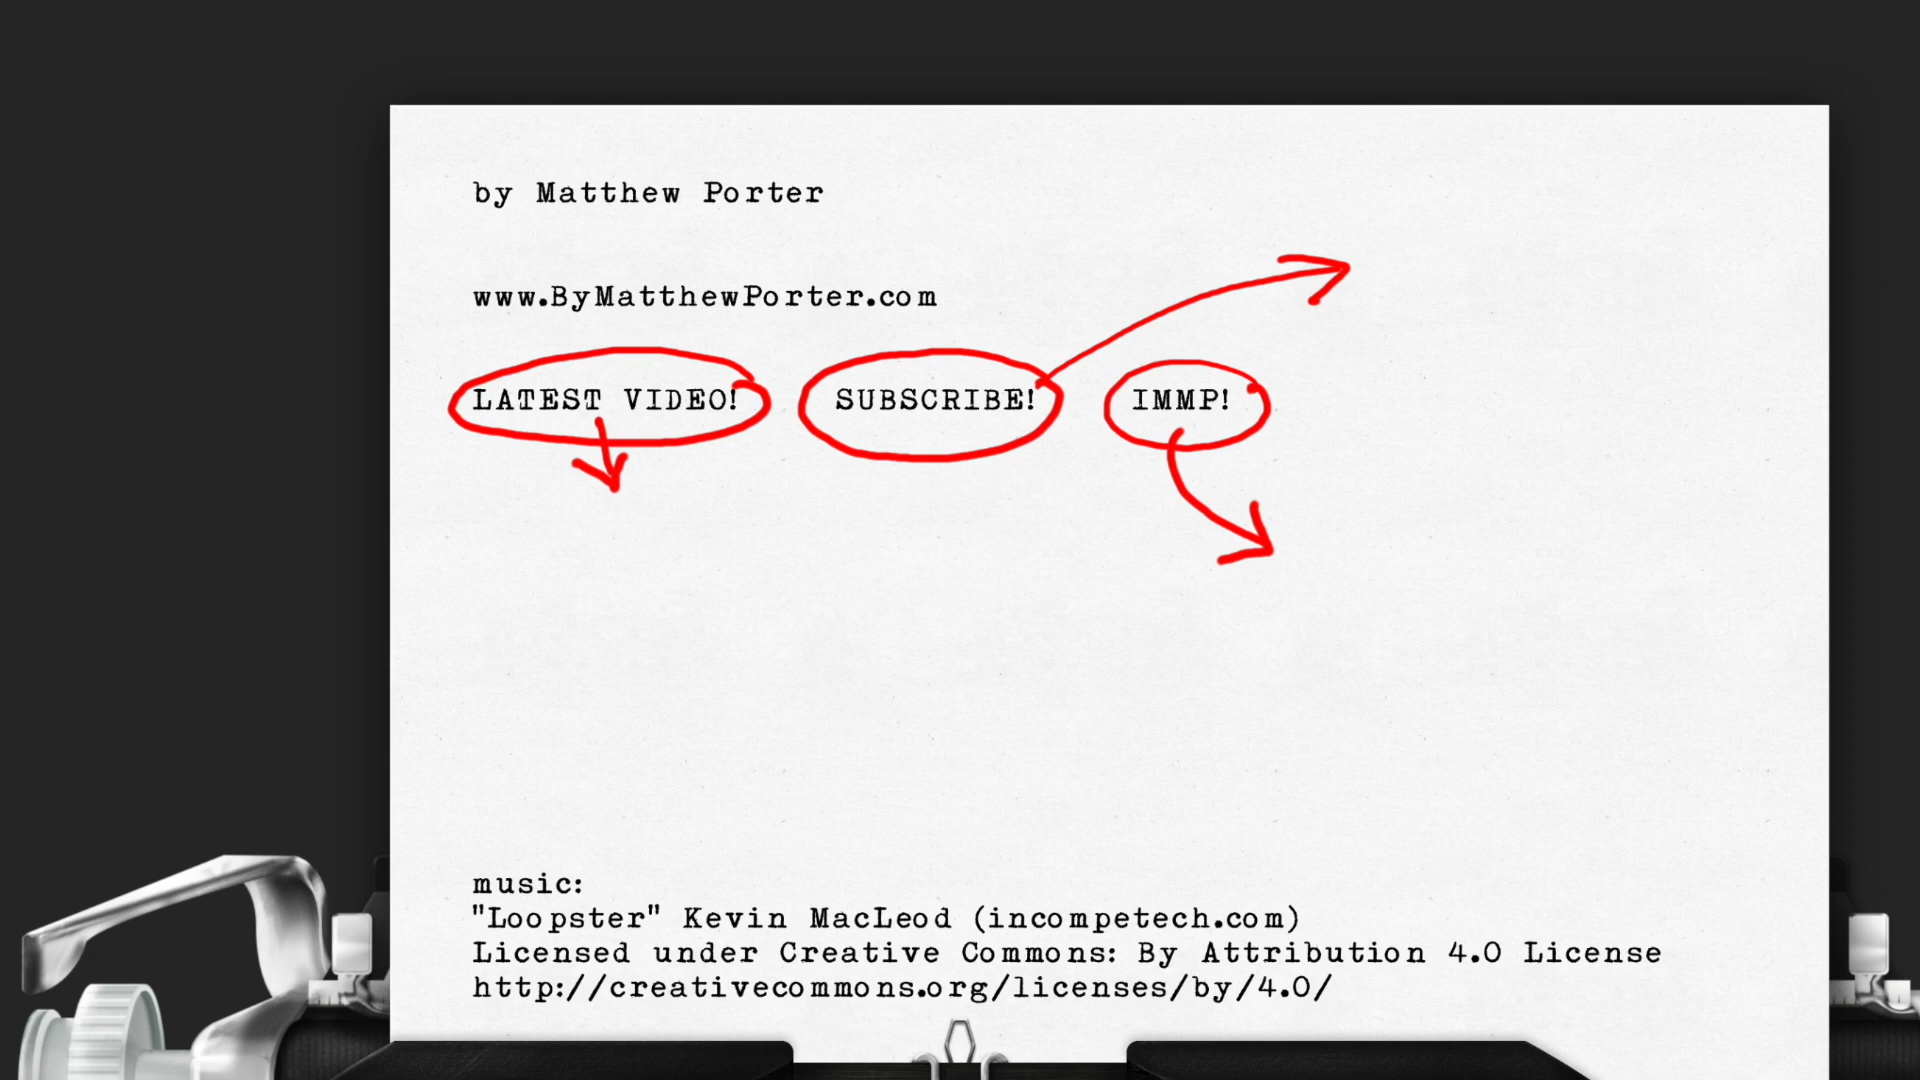 by Matthew Porter
www.ByMatthewPorter.com
LATEST VIDEO! SUBSCRIBE! IMMP!
music:
"Loopster" Kevin MacLeod (incompetech.com)
Licensed under Creative Commons: By Attribution 4.0 License
http://creativecommons.org/licenses/by/4.0/